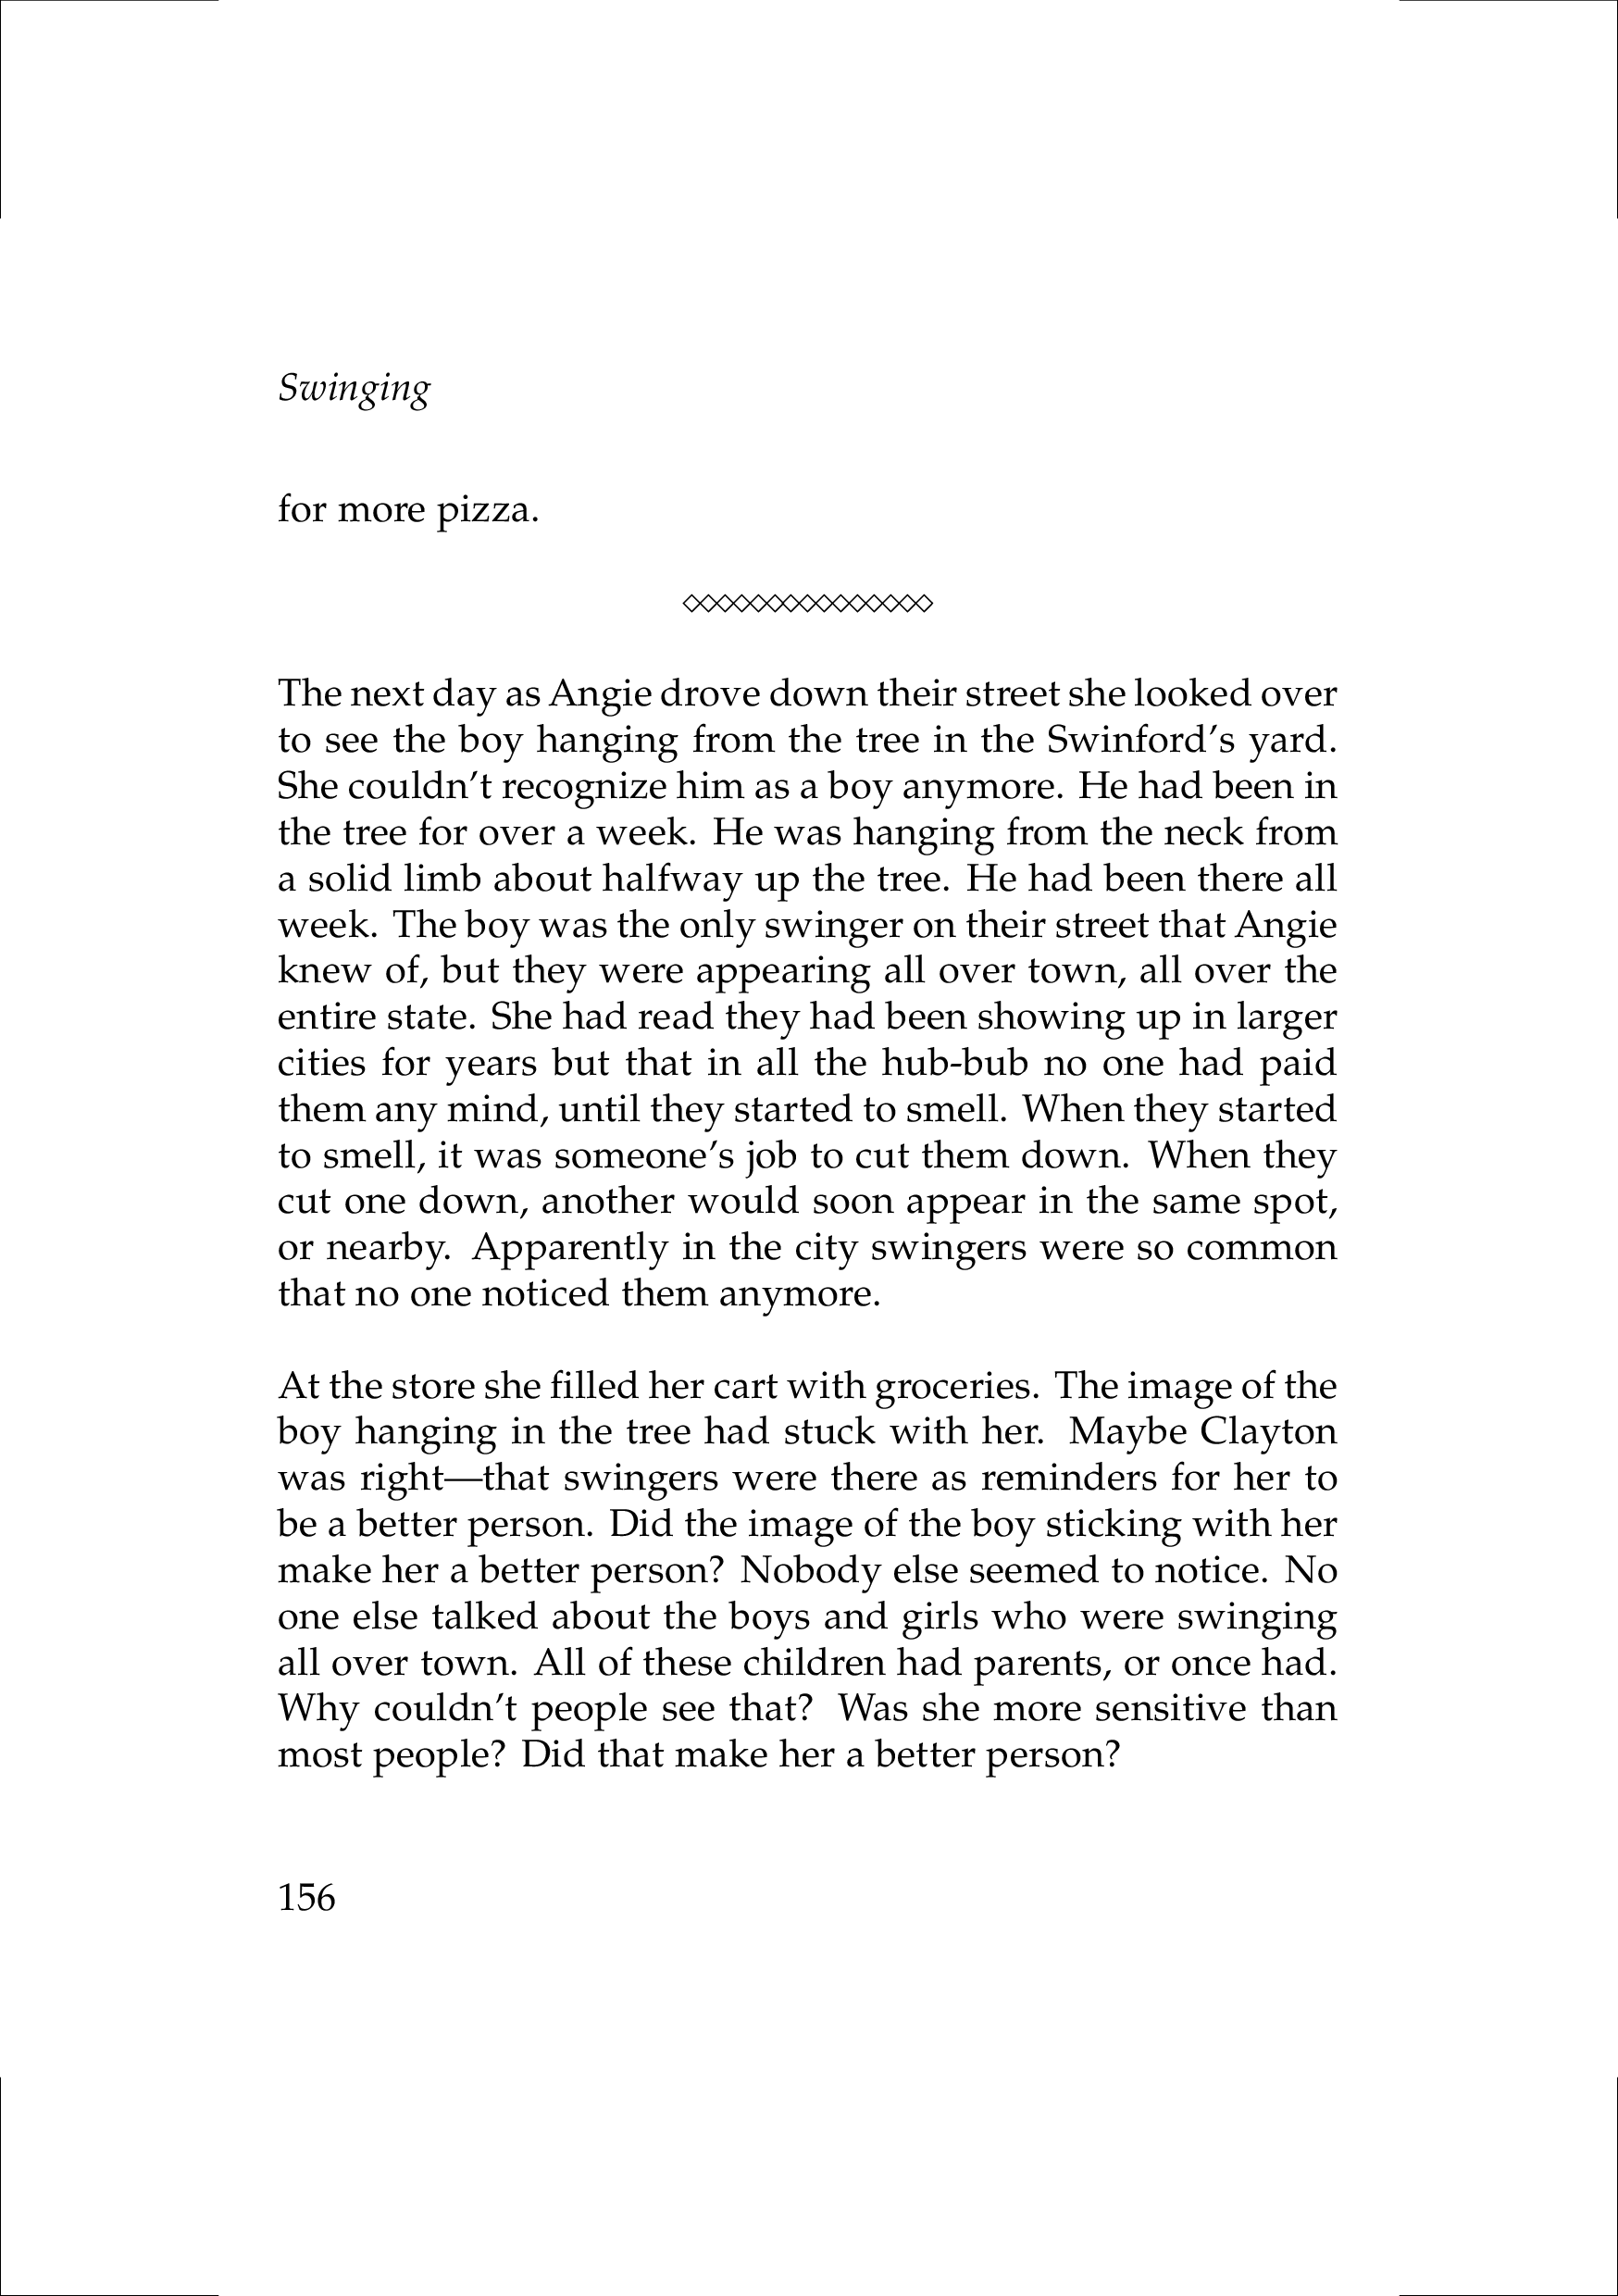 Swinging
for more pizza.
The next day as Angie drove down their street she looked over
to see the boy hanging from the tree in the Swinford’s yard.
She couldn’t recognize him as a boy anymore. He had been in
the tree for over a week. He was hanging from the neck from
a solid limb about halfway up the tree. He had been there all
week. The boy was the only swinger on their street that Angie
knew of, but they were appearing all over town, all over the
entire state. She had read they had been showing up in larger
cities for years but that in all the hub-bub no one had paid
them any mind, until they started to smell. When they started
to smell, it was someone’s job to cut them down. When they
cut one down, another would soon appear in the same spot,
or nearby. Apparently in the city swingers were so common
that no one noticed them anymore.
At the store she filled her cart with groceries. The image of the
boy hanging in the tree had stuck with her. Maybe Clayton
was right—that swingers were there as reminders for her to
be a better person. Did the image of the boy sticking with her
make her a better person? Nobody else seemed to notice. No
one else talked about the boys and girls who were swinging
all over town. All of these children had parents, or once had.
Why couldn’t people see that? Was she more sensitive than
most people? Did that make her a better person?
156